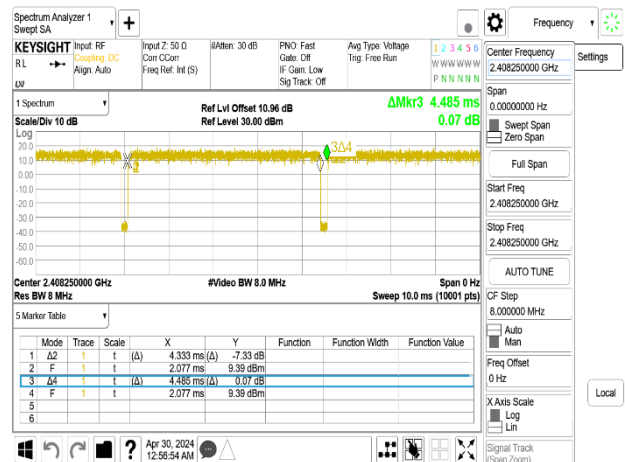 Spectrum Analyzer 1
Swept SA
+
Frequency
KEYSIGHT
RL
Input: RF
Coupling: DC
Align: Auto
Input Z: 50 Ω
Corr CCorr
Freq Ref: Int (S)
#Atten: 30 dB
PNO: Fast
Gate: Off
IF Gain: Low
Sig Track: Off
Avg Type: Voltage
Trig: Free Run
1 2 3 4 5 6
W W W W W W
P N N N N N
Center Frequency
2.408250000 GHz
Settings
Span
0.00000000 Hz
Swept Span
Zero Span
Full Span
Start Freq
2.408250000 GHz
Stop Freq
2.408250000 GHz
AUTO TUNE
CF Step
8.000000 MHz
Auto
Man
Freq Offset
0 Hz
X Axis Scale
Log
Lin
Signal Track
(Span Zoom)
Local
1 Spectrum
Scale/Div 10 dB
Ref Lvl Offset 10.96 dB
Ref Level 30.00 dBm
ΔMkr3 4.485 ms
0.07 dB
Log
20.0
10.0
0.00
-10.0
-20.0
-30.0
-40.0
-50.0
-60.0
3Δ4
Center 2.408250000 GHz
Res BW 8 MHz
#Video BW 8.0 MHz
Span 0 Hz
Sweep 10.0 ms (10001 pts)
5 Marker Table
Mode Trace Scale X Y Function Function Width Function Value
1 Δ2 1 t (Δ) 4.333 ms (Δ) -7.33 dB
2 F 1 t 2.077 ms 9.39 dBm
3 Δ4 1 t (Δ) 4.485 ms (Δ) 0.07 dB
4 F 1 t 2.077 ms 9.39 dBm
5
6
?
Apr 30, 2024
12:56:54 AM